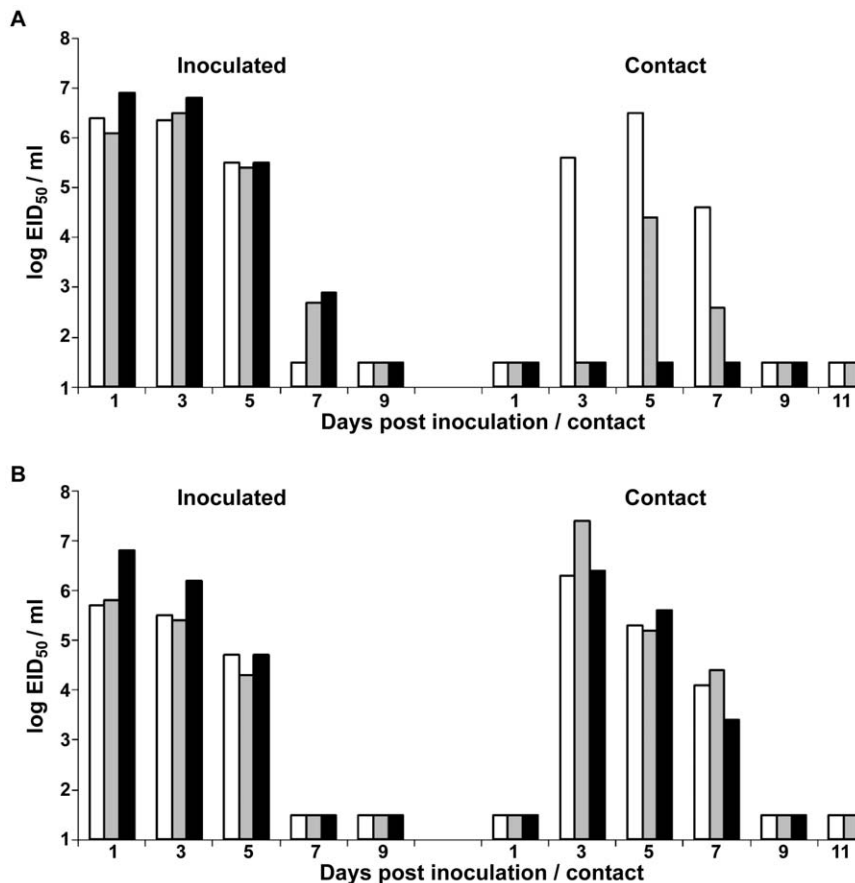 A
8
7
6
5
4
3
2
1
log EID50 / ml
Inoculated
Contact
1 3 5 7 9 1 3 5 7 9 11
Days post inoculation / contact
B
8
7
6
5
4
3
2
1
log EID50 / ml
Inoculated
Contact
1 3 5 7 9 1 3 5 7 9 11
Days post inoculation / contact